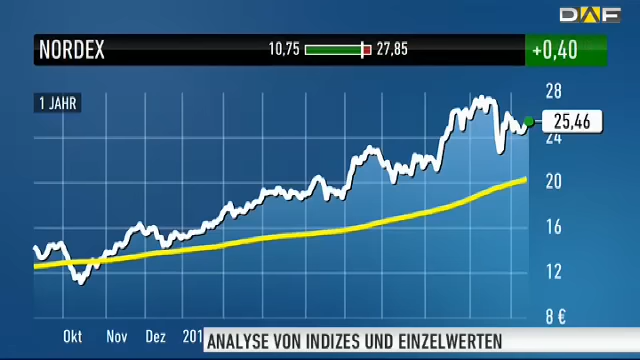 DAF
NORDEX
10,75
27,85
+0,40
1 JAHR
28
25,46
24
20
16
12
8 €
Okt Nov Dez 201
ANALYSE VON INDIZES UND EINZELWERTEN